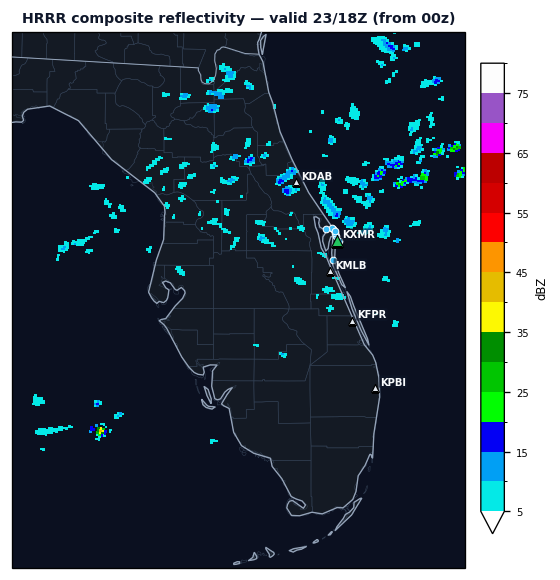 HRRR composite reflectivity — valid 23/18Z (from 00z)
KDAB
KXMR
KMLB
KFPR
KPBI
75
65
55
45
35
25
15
5
dBZ